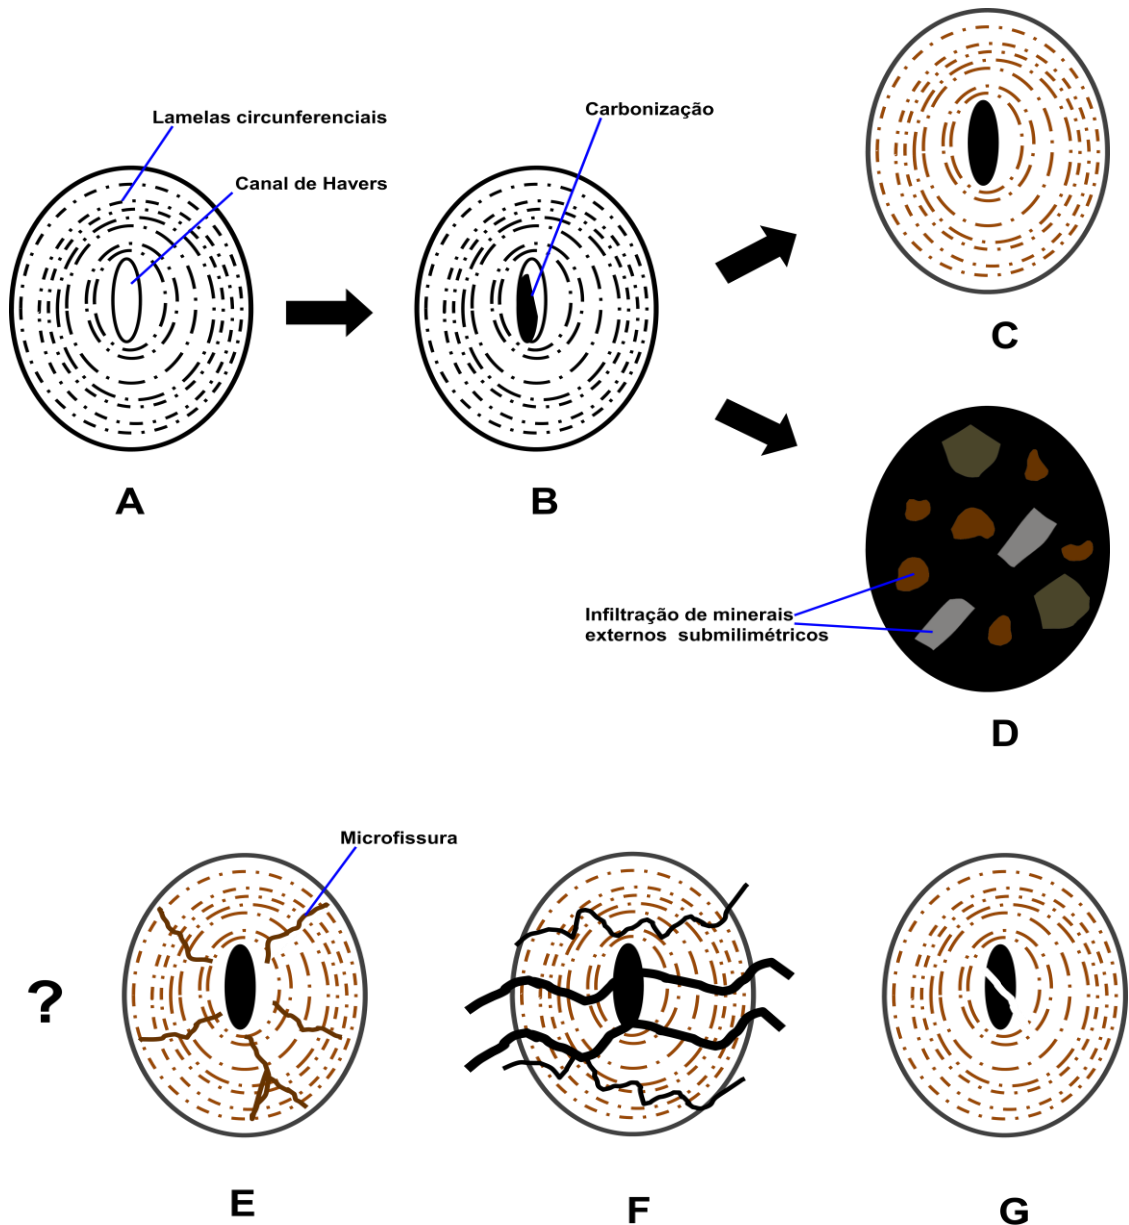 Lamelas circunferenciais
Canal de Havers
Carbonização
A
B
C
Infiltração de minerais
externos submilimétricos
D
Microfissura
?
E
F
G